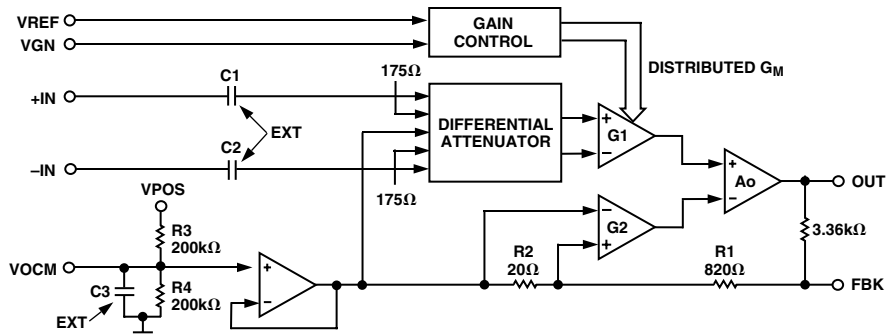 VREF
VGN
GAIN
CONTROL
DISTRIBUTED GM
+IN
C1
175Ω
EXT
DIFFERENTIAL
ATTENUATOR
+
G1
−
–IN
C2
175Ω
+
Ao
−
OUT
VPOS
R3
200kΩ
−
G2
+
3.36kΩ
VOCM
R2
20Ω
R1
820Ω
FBK
C3
R4
200kΩ
+
−
EXT